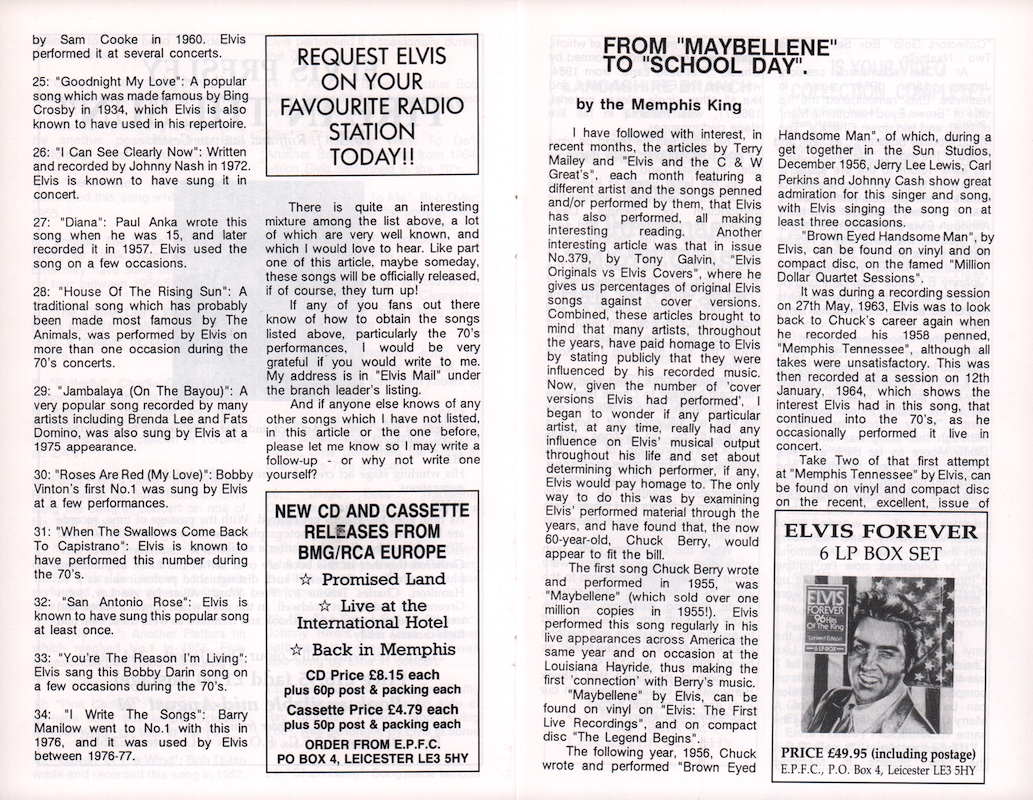 by Sam Cooke in 1960. Elvis
performed it at several concerts.
25: "Goodnight My Love": A popular
song which was made famous by Bing
Crosby in 1934, which Elvis is also
known to have used in his repertoire.
26: "I Can See Clearly Now": Written
and recorded by Johnny Nash in 1972.
Elvis is known to have sung it in
concert.
27: "Diana": Paul Anka wrote this
song when he was 15, and later
recorded it in 1957. Elvis used the
song on a few occasions.
28: "House Of The Rising Sun": A
traditional song which has probably
been made most famous by The
Animals, was performed by Elvis on
more than one occasion during the
70's concerts.
29: "Jambalaya (On The Bayou)": A
very popular song recorded by many
artists including Brenda Lee and Fats
Domino, was also sung by Elvis at a
1975 appearance.
30: "Roses Are Red (My Love)": Bobby
Vinton's first No.1 was sung by Elvis
at a few performances.
31: "When The Swallows Come Back
To Capistrano": Elvis is known to
have performed this number during
the 70's.
32: "San Antonio Rose": Elvis is
known to have sung this popular song
at least once.
33: "You're The Reason I'm Living":
Elvis sang this Bobby Darin song on
a few occasions during the 70's.
34: "I Write The Songs": Barry
Manilow went to No.1 with this in
1976, and it was used by Elvis
between 1976-77.
REQUEST ELVIS
ON YOUR
FAVOURITE RADIO
STATION
TODAY!!
There is quite an interesting
mixture among the list above, a lot
of which are very well known, and
which I would love to hear. Like part
one of this article, maybe someday,
these songs will be officially released,
if of course, they turn up!
If any of you fans out there
know of how to obtain the songs
listed above, particularly the 70's
performances, I would be very
grateful if you would write to me.
My address is in "Elvis Mail" under
the branch leader's listing.
And if anyone else knows of any
other songs which I have not listed,
in this article or the one before,
please let me know so I may write a
follow-up - or why not write one
yourself?
NEW CD AND CASSETTE
RELEASES FROM
BMG/RCA EUROPE
☆ Promised Land
☆ Live at the
International Hotel
☆ Back in Memphis
CD Price £8.15 each
plus 60p post & packing each
Cassette Price £4.79 each
plus 50p post & packing each
ORDER FROM E.P.F.C.
PO BOX 4, LEICESTER LE3 5HY
FROM "MAYBELLENE"
TO "SCHOOL DAY".
by the Memphis King
I have followed with interest, in
recent months, the articles by Terry
Mailey and "Elvis and the C & W
Great's", each month featuring a
different artist and the songs penned
and/or performed by them, that Elvis
has also performed, all making
interesting reading. Another
interesting article was that in issue
No.379, by Tony Galvin, "Elvis
Originals vs Elvis Covers", where he
gives us percentages of original Elvis
songs against cover versions.
Combined, these articles brought to
mind that many artists, throughout
the years, have paid homage to Elvis
by stating publicly that they were
influenced by his recorded music.
Now, given the number of 'cover
versions Elvis had performed', I
began to wonder if any particular
artist, at any time, really had any
influence on Elvis' musical output
throughout his life and set about
determining which performer, if any,
Elvis would pay homage to. The only
way to do this was by examining
Elvis' performed material through the
years, and have found that, the now
60-year-old, Chuck Berry, would
appear to fit the bill.
The first song Chuck Berry wrote
and performed in 1955, was
"Maybellene" (which sold over one
million copies in 1955!). Elvis
performed this song regularly in his
live appearances across America the
same year and on occasion at the
Louisiana Hayride, thus making the
first 'connection' with Berry's music.
"Maybellene" by Elvis, can be
found on vinyl on "Elvis: The First
Live Recordings", and on compact
disc "The Legend Begins".
The following year, 1956, Chuck
wrote and performed "Brown Eyed
Handsome Man", of which, during a
get together in the Sun Studios,
December 1956, Jerry Lee Lewis, Carl
Perkins and Johnny Cash show great
admiration for this singer and song,
with Elvis singing the song on at
least three occasions.
"Brown Eyed Handsome Man", by
Elvis, can be found on vinyl and on
compact disc, on the famed "Million
Dollar Quartet Sessions".
It was during a recording session
on 27th May, 1963, Elvis was to look
back to Chuck's career again when
he recorded his 1958 penned,
"Memphis Tennessee", although all
takes were unsatisfactory. This was
then recorded at a session on 12th
January, 1964, which shows the
interest Elvis had in this song, that
continued into the 70's, as he
occasionally performed it live in
concert.
Take Two of that first attempt
at "Memphis Tennessee" by Elvis, can
be found on vinyl and compact disc
on the recent, excellent, issue of
ELVIS FOREVER
6 LP BOX SET
ELVIS
FOREVER
96 Hits
Of The King
Limited Edition
6 LP-BOX
PRICE £49.95 (including postage)
E.P.F.C., P.O. Box 4, Leicester LE3 5HY